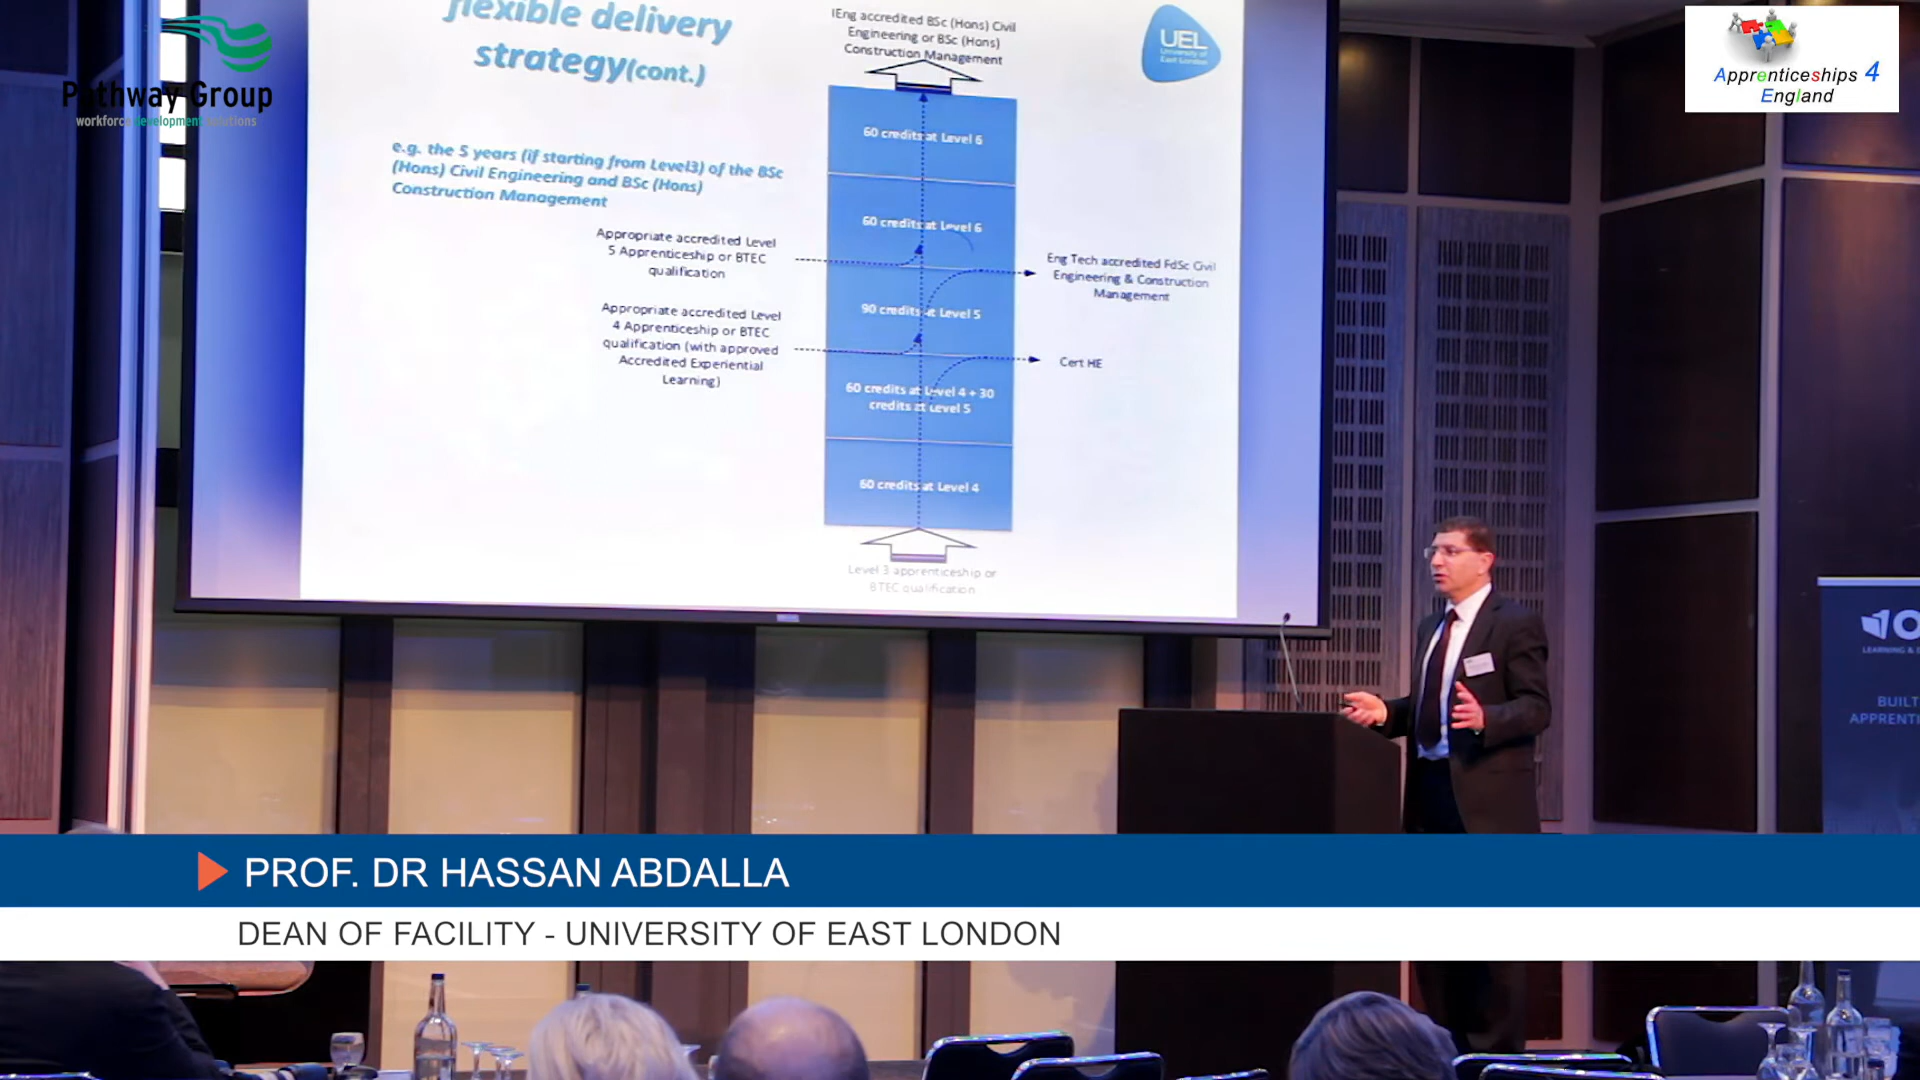 flexible delivery
strategy(cont.)
e.g. the 5 years (if starting from Level3) of the BSc
(Hons) Civil Engineering and BSc (Hons)
Construction Management
IEng accredited BSc (Hons) Civil
Engineering or BSc (Hons)
Construction Management
60 credits at Level 6
60 credits at Level 6
90 credits at Level 5
60 credits at Level 4 + 30
credits at Level 5
60 credits at Level 4
Level 3 apprenticeship or
BTEC qualification
Appropriate accredited Level
5 Apprenticeship or BTEC
qualification
Appropriate accredited Level
4 Apprenticeship or BTEC
qualification (with approved
Accredited Experiential
Learning)
Eng Tech accredited FdSc Civil
Engineering & Construction
Management
Cert HE
UEL
University of
East London
Pathway Group
workforce development solutions
Apprenticeships 4
England
LEARNING &
BUILT
PROF. DR HASSAN ABDALLA
DEAN OF FACILITY - UNIVERSITY OF EAST LONDON